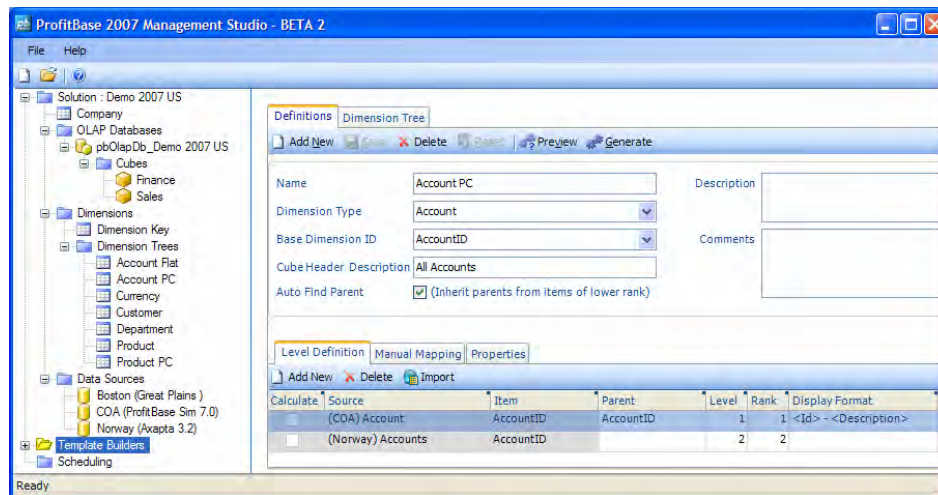 ProfitBase 2007 Management Studio - BETA 2
File Help
Solution : Demo 2007 US
Company
OLAP Databases
pbOlapDb_Demo 2007 US
Cubes
Finance
Sales
Dimensions
Dimension Key
Dimension Trees
Account Flat
Account PC
Currency
Customer
Department
Product
Product PC
Data Sources
Boston (Great Plains )
COA (ProfitBase Sim 7.0)
Norway (Axapta 3.2)
Template Builders
Scheduling
Definitions Dimension Tree
Add New Save Delete Reset Preview Generate
Name Account PC Description
Dimension Type Account
Base Dimension ID AccountID Comments
Cube Header Description All Accounts
Auto Find Parent (Inherit parents from items of lower rank)
Level Definition Manual Mapping Properties
Add New Delete Import
Calculate Source Item Parent Level Rank Display Format
(COA) Account AccountID AccountID 1 1 <Id> - <Description>
(Norway) Accounts AccountID 2 2
Ready